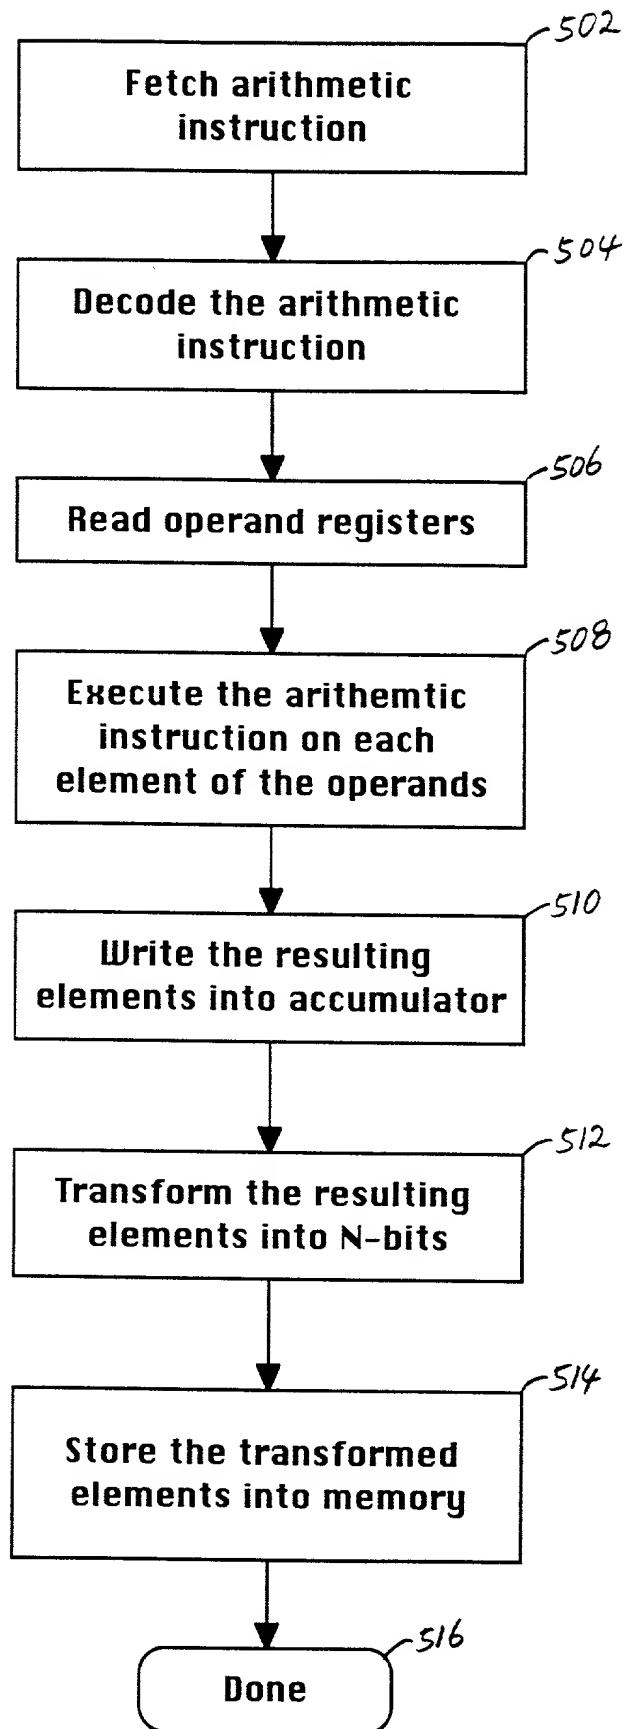 502
Fetch arithmetic
instruction
504
Decode the arithmetic
instruction
506
Read operand registers
508
Execute the arithemtic
instruction on each
element of the operands
510
Write the resulting
elements into accumulator
512
Transform the resulting
elements into N-bits
514
Store the transformed
elements into memory
516
Done